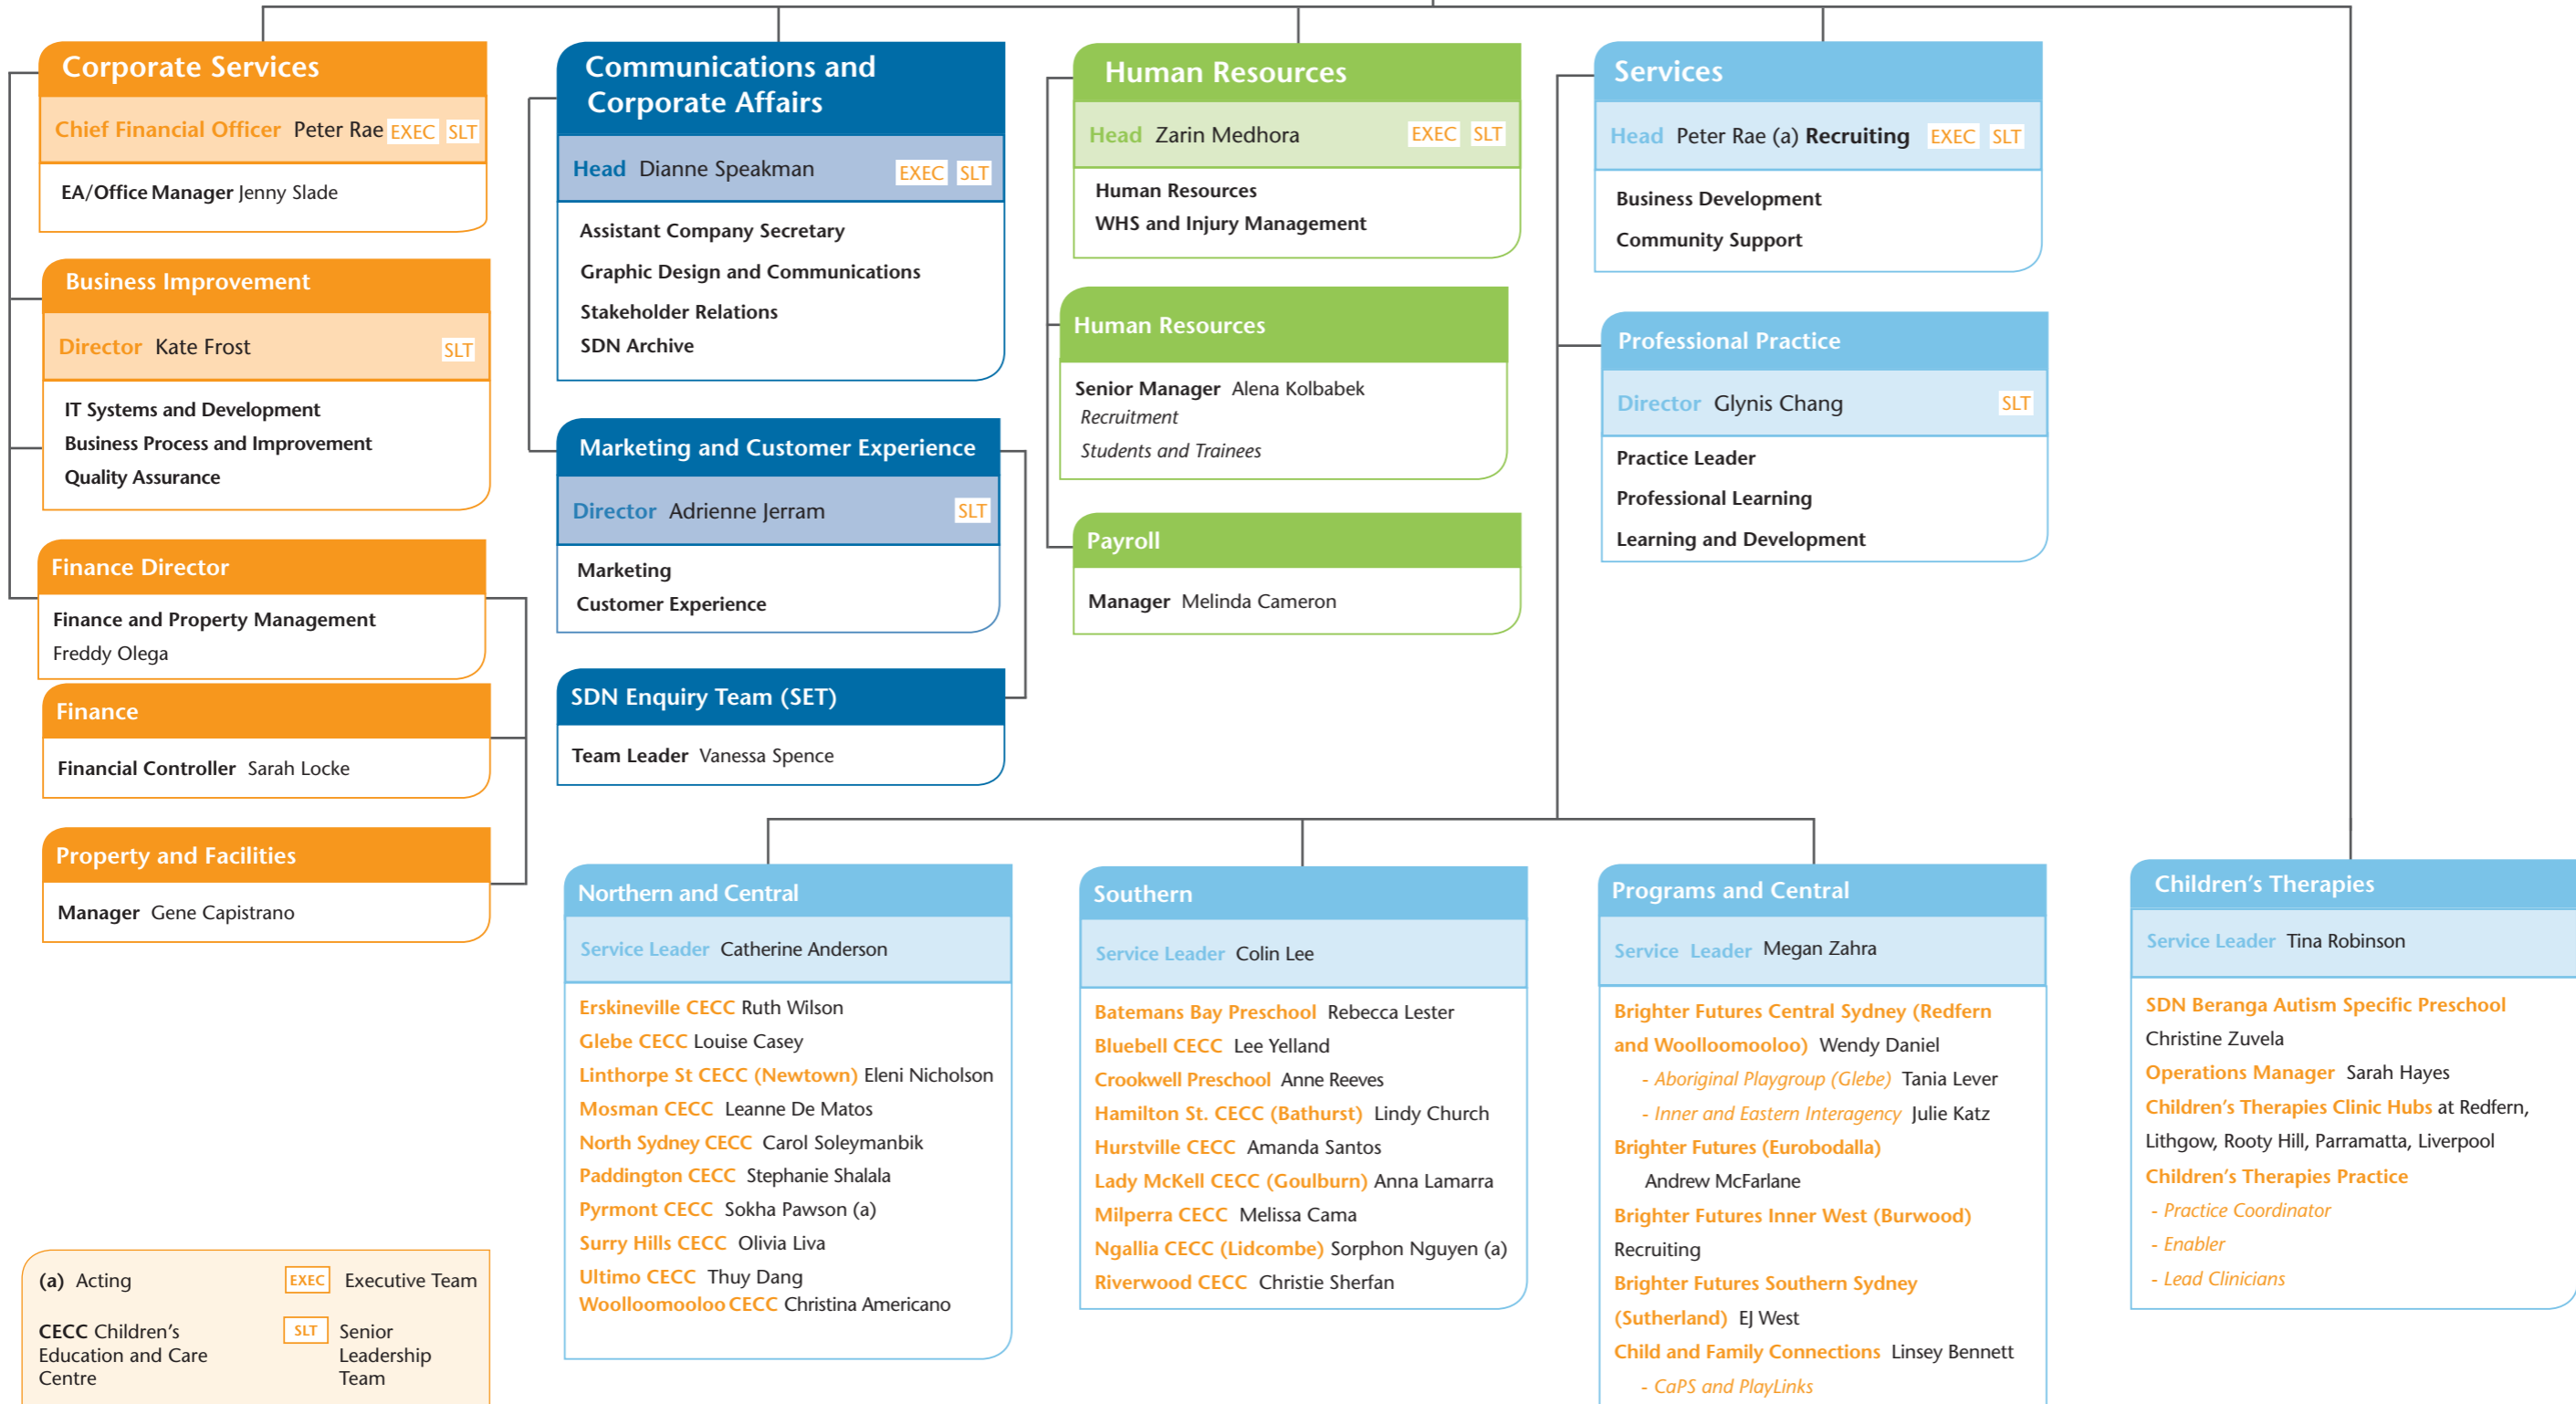 Corporate Services
Chief Financial Officer Peter Rae EXEC SLT
EA/Office Manager Jenny Slade
Business Improvement
Director Kate Frost SLT
IT Systems and Development
Business Process and Improvement
Quality Assurance
Finance Director
Finance and Property Management
Freddy Olega
Finance
Financial Controller Sarah Locke
Property and Facilities
Manager Gene Capistrano
Communications and
Corporate Affairs
Head Dianne Speakman EXEC SLT
Assistant Company Secretary
Graphic Design and Communications
Stakeholder Relations
SDN Archive
Marketing and Customer Experience
Director Adrienne Jerram SLT
Marketing
Customer Experience
SDN Enquiry Team (SET)
Team Leader Vanessa Spence
Human Resources
Head Zarin Medhora EXEC SLT
Human Resources
WHS and Injury Management
Human Resources
Senior Manager Alena Kolbabek
Recruitment
Students and Trainees
Payroll
Manager Melinda Cameron
Services
Head Peter Rae (a) Recruiting EXEC SLT
Business Development
Community Support
Professional Practice
Director Glynis Chang SLT
Practice Leader
Professional Learning
Learning and Development
Northern and Central
Service Leader Catherine Anderson
Erskineville CECC Ruth Wilson
Glebe CECC Louise Casey
Linthorpe St CECC (Newtown) Eleni Nicholson
Mosman CECC Leanne De Matos
North Sydney CECC Carol Soleymanbik
Paddington CECC Stephanie Shalala
Pyrmont CECC Sokha Pawson (a)
Surry Hills CECC Olivia Liva
Ultimo CECC Thuy Dang
Woolloomooloo CECC Christina Americano
Southern
Service Leader Colin Lee
Batemans Bay Preschool Rebecca Lester
Bluebell CECC Lee Yelland
Crookwell Preschool Anne Reeves
Hamilton St. CECC (Bathurst) Lindy Church
Hurstville CECC Amanda Santos
Lady McKell CECC (Goulburn) Anna Lamarra
Milperra CECC Melissa Cama
Ngallia CECC (Lidcombe) Sorphon Nguyen (a)
Riverwood CECC Christie Sherfan
Programs and Central
Service Leader Megan Zahra
Brighter Futures Central Sydney (Redfern
and Woolloomooloo) Wendy Daniel
- Aboriginal Playgroup (Glebe) Tania Lever
- Inner and Eastern Interagency Julie Katz
Brighter Futures (Eurobodalla)
Andrew McFarlane
Brighter Futures Inner West (Burwood)
Recruiting
Brighter Futures Southern Sydney
(Sutherland) EJ West
Child and Family Connections Linsey Bennett
- CaPS and PlayLinks
Children's Therapies
Service Leader Tina Robinson
SDN Beranga Autism Specific Preschool
Christine Zuvela
Operations Manager Sarah Hayes
Children's Therapies Clinic Hubs at Redfern,
Lithgow, Rooty Hill, Parramatta, Liverpool
Children's Therapies Practice
- Practice Coordinator
- Enabler
- Lead Clinicians
(a) Acting
CECC Children's
Education and Care
Centre
EXEC Executive Team
SLT Senior
Leadership
Team